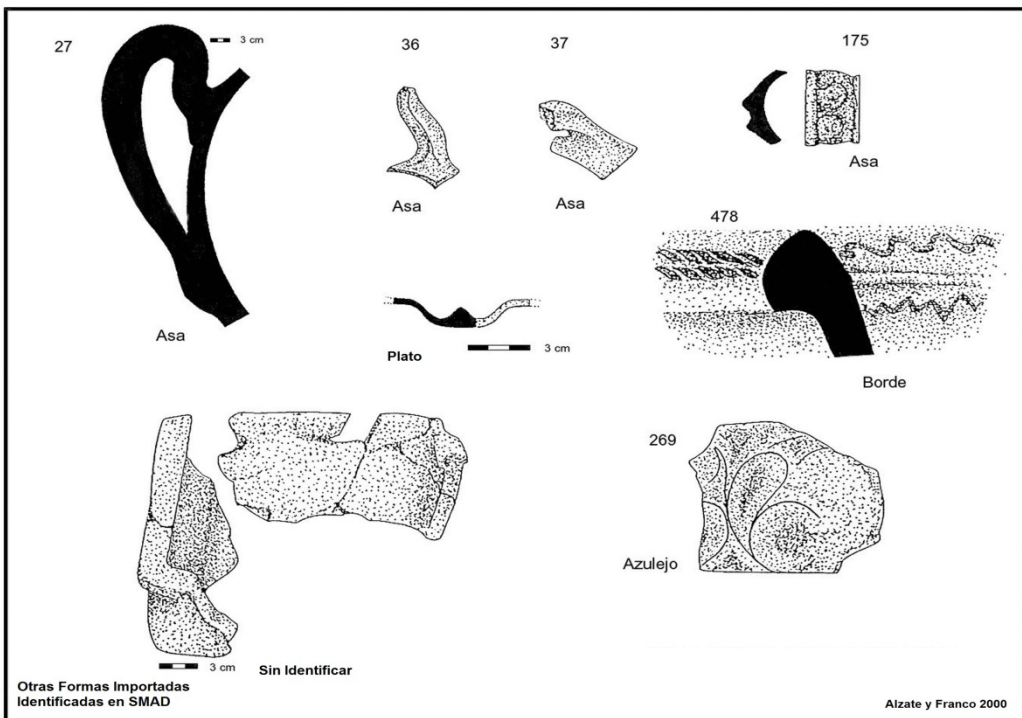 27
3 cm
36
37
175
Asa
Asa
Asa
478
Asa
Plato
3 cm
Borde
269
Azulejo
3 cm
Sin Identificar
Otras Formas Importadas
Identificadas en SMAD
Alzate y Franco 2000